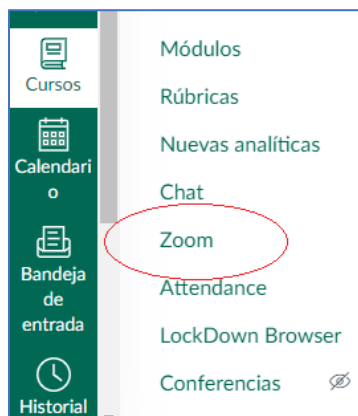 Cursos
Calendari
o
Bandeja
de
entrada
Historial
Módulos
Rúbricas
Nuevas analíticas
Chat
Zoom
Attendance
LockDown Browser
Conferencias